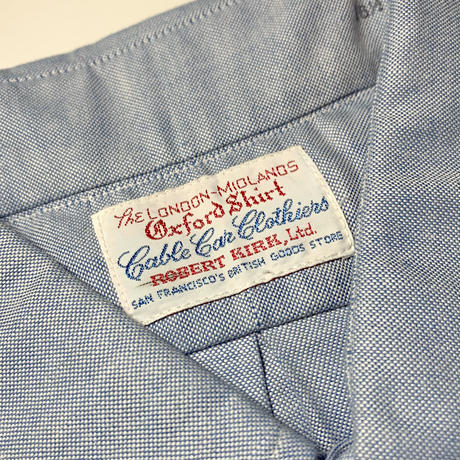 The LONDON-MIDLANDS
Oxford Shirt
Cable Car Clothiers
ROBERT KIRK, Ltd.
SAN FRANCISCO'S BRITISH GOODS STORE